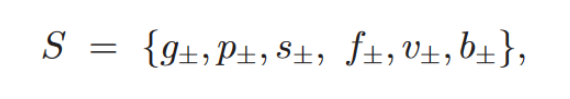 S = {g±, p±, s±, f±, v±, b±},